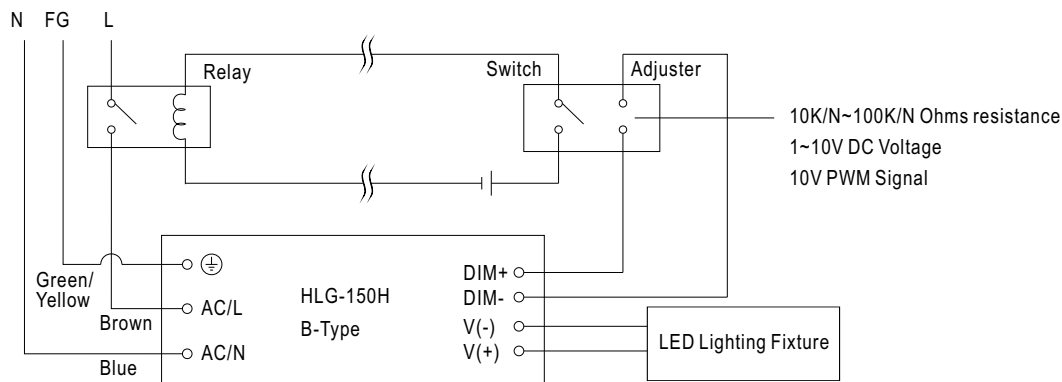 N FG L
Relay
Switch
Adjuster
10K/N~100K/N Ohms resistance
1~10V DC Voltage
10V PWM Signal
Green/
Yellow
Brown
Blue
AC/L
AC/N
HLG-150H
B-Type
DIM+
DIM-
V(-)
V(+)
LED Lighting Fixture